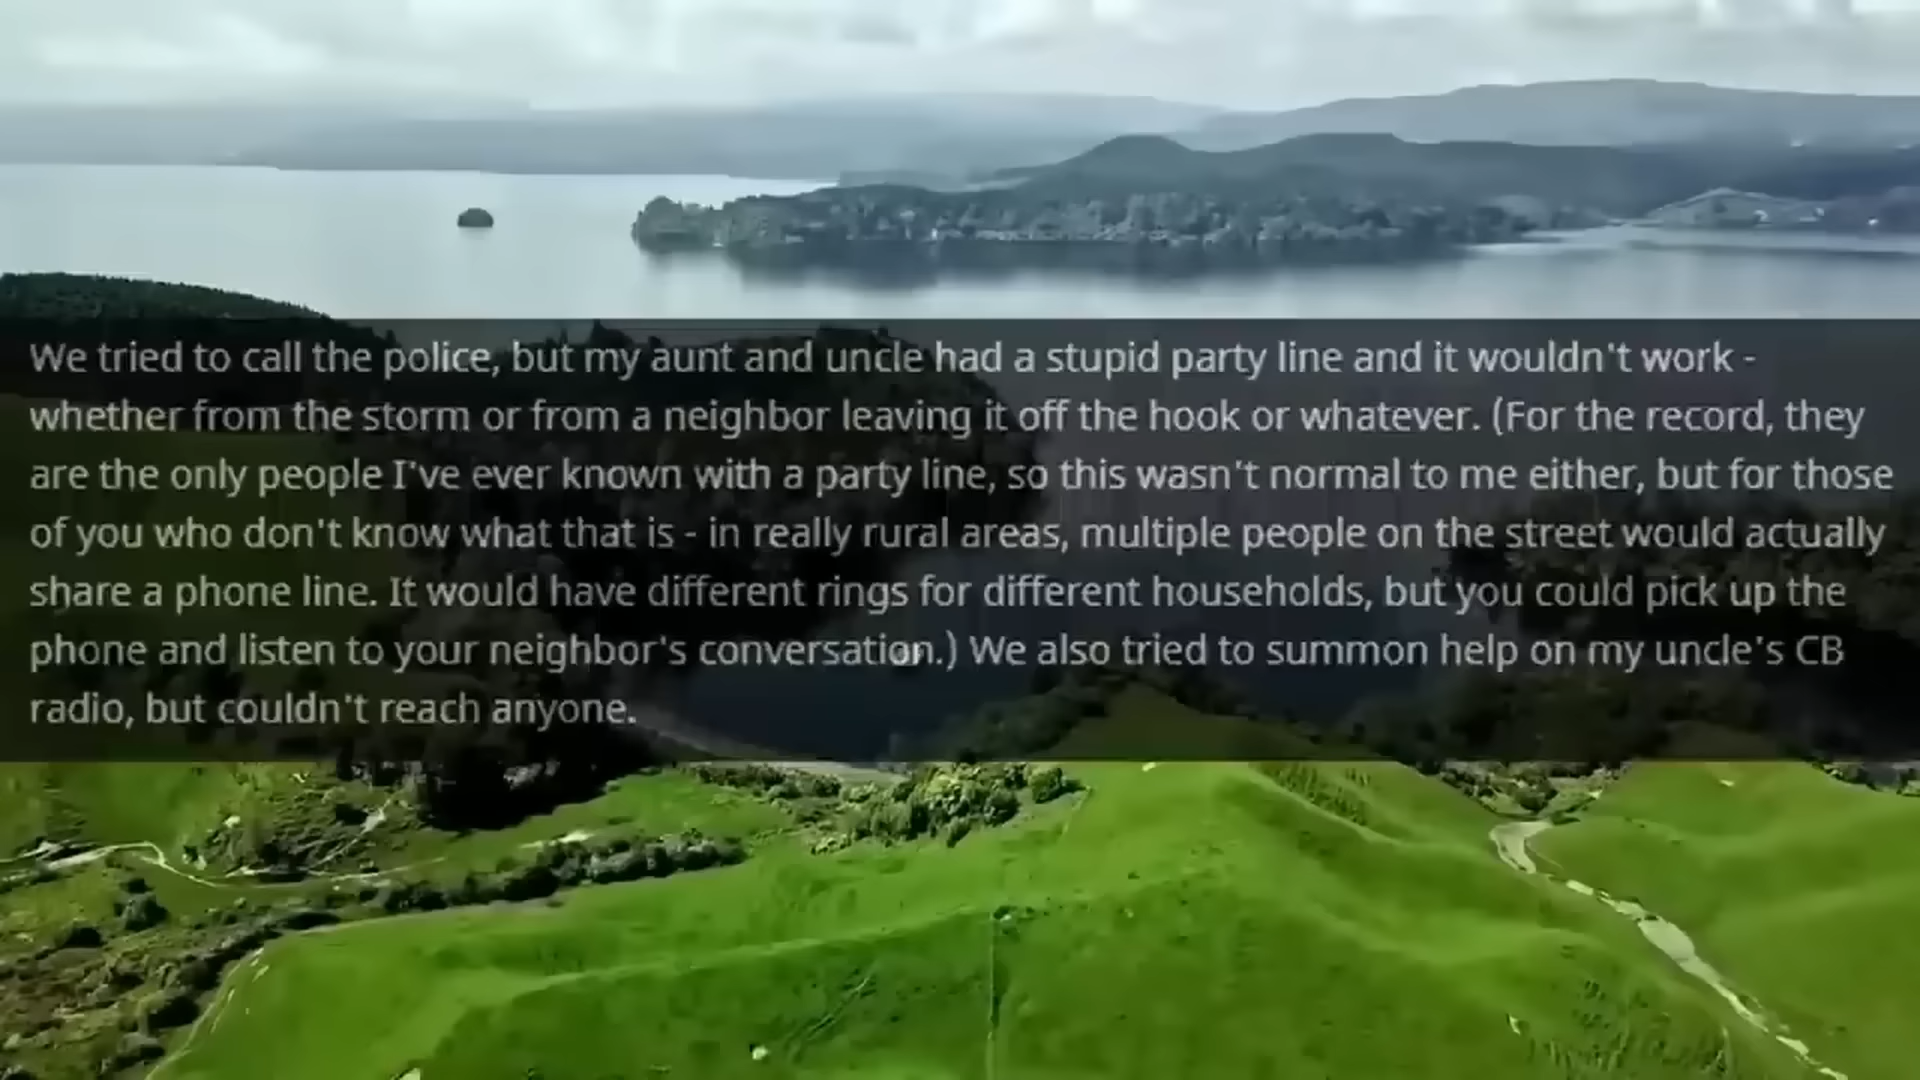 We tried to call the police, but my aunt and uncle had a stupid party line and it wouldn't work -
whether from the storm or from a neighbor leaving it off the hook or whatever. (For the record, they
are the only people I've ever known with a party line, so this wasn't normal to me either, but for those
of you who don't know what that is - in really rural areas, multiple people on the street would actually
share a phone line. It would have different rings for different households, but you could pick up the
phone and listen to your neighbor's conversation.) We also tried to summon help on my uncle's CB
radio, but couldn't reach anyone.